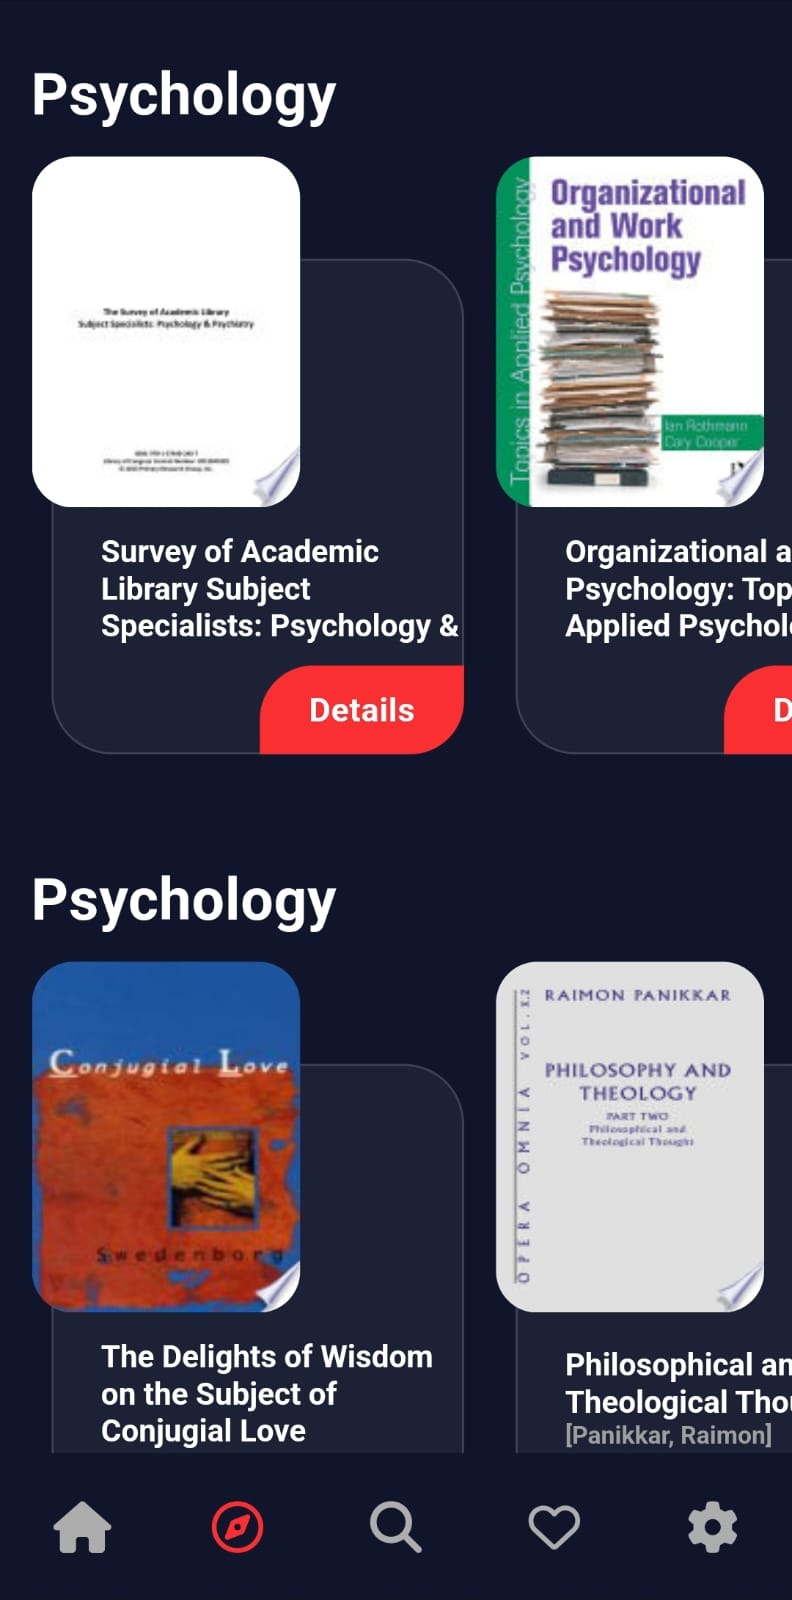 Psychology
The Survey of Academic Library
Subject Specialists: Psychology & Psychiatry
Topics in Applied Psychology
Organizational
and Work
Psychology
Ian Rothmann
Cary Cooper
Survey of Academic
Library Subject
Specialists: Psychology &
Details
Organizational a
Psychology: Top
Applied Psychol
D
Psychology
Conjugial Love
Swedenborg
The Delights of Wisdom
on the Subject of
Conjugial Love
OPERA OMNIA VOL. X.2
RAIMON PANIKKAR
PHILOSOPHY AND
THEOLOGY
PART TWO
Philosophical and
Theological Thought
Philosophical an
Theological Tho
[Panikkar, Raimon]